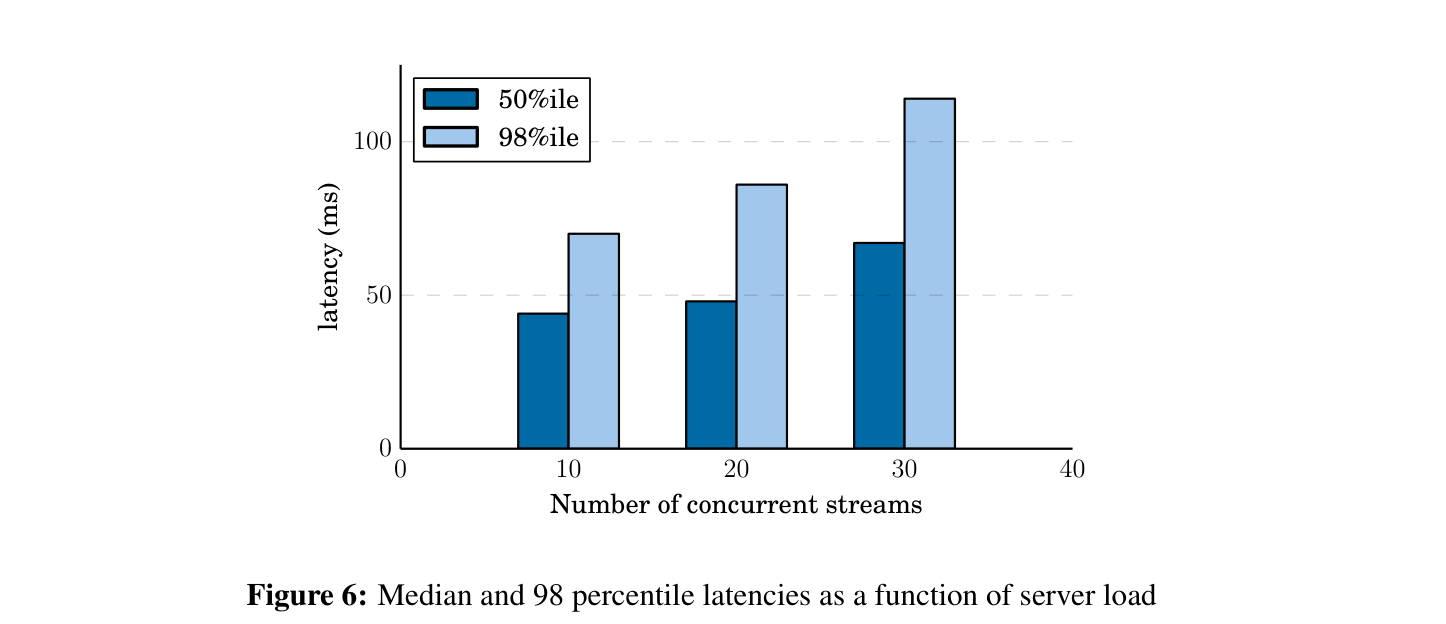 50%ile
98%ile
100
50
0
latency (ms)
0 10 20 30 40
Number of concurrent streams
Figure 6: Median and 98 percentile latencies as a function of server load